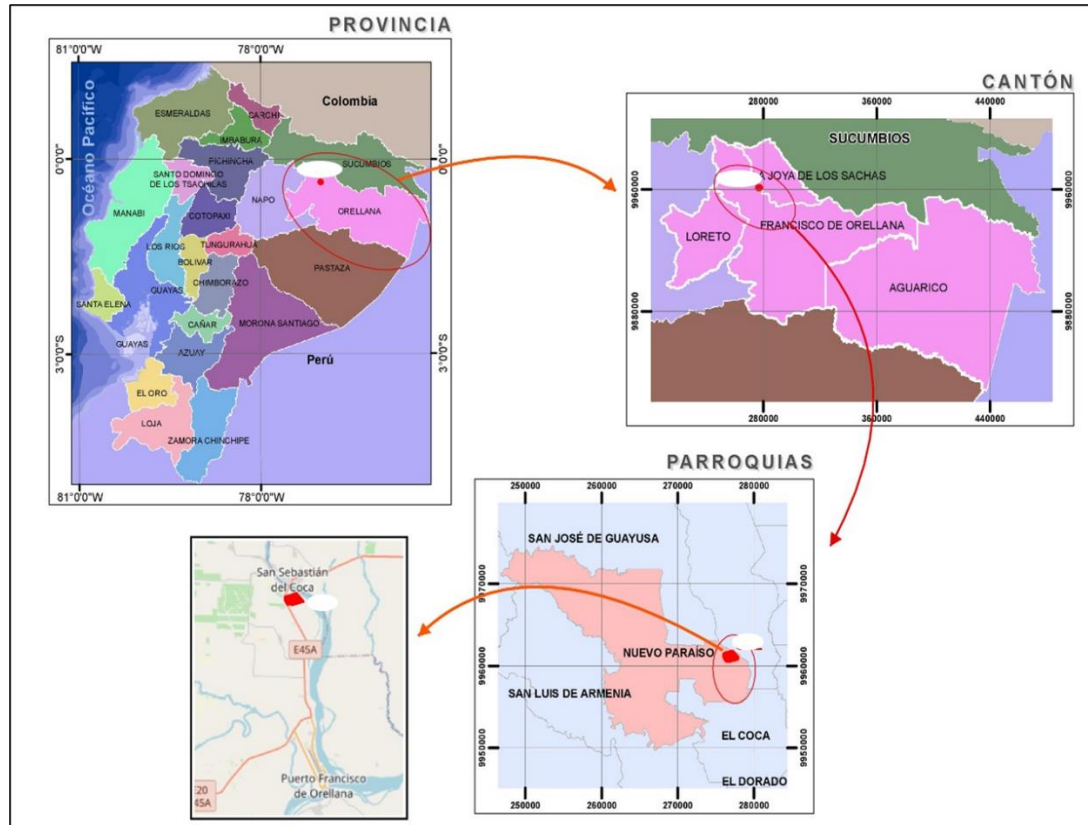 PROVINCIA
81°0'0"W
78°0'0"W
Océano Pacífico
Colombia
ESMERALDAS
CARCHI
IMBABURA
0°0'0"
0°0'0"
PICHINCHA
SUCUMBIOS
SANTO DOMINGO
DE LOS TSACHILAS
NAPO
ORELLANA
MANABI
COTOPAXI
LOS RIOS
TUNGURAHUA
BOLIVAR
PASTAZA
CHIMBORAZO
GUAYAS
SANTA ELENA
CAÑAR
MORONA SANTIAGO
GUAYAS
AZUAY
Perú
3°0'0"S
3°0'0"S
EL ORO
LOJA
ZAMORA CHINCHIPE
81°0'0"W
78°0'0"W
CANTÓN
280000
360000
440000
SUCUMBIOS
A JOYA DE LOS SACHAS
9960000
9960000
FRANCISCO DE ORELLANA
LORETO
AGUARICO
9880000
9880000
280000
360000
440000
PARROQUIAS
250000
260000
270000
280000
SAN JOSÉ DE GUAYUSA
9970000
9970000
NUEVO PARAÍSO
9960000
9960000
SAN LUIS DE ARMENIA
EL COCA
9950000
9950000
EL DORADO
250000
260000
270000
280000
San Sebastián
del Coca
E45A
Puerto Francisco
de Orellana
E20
45A